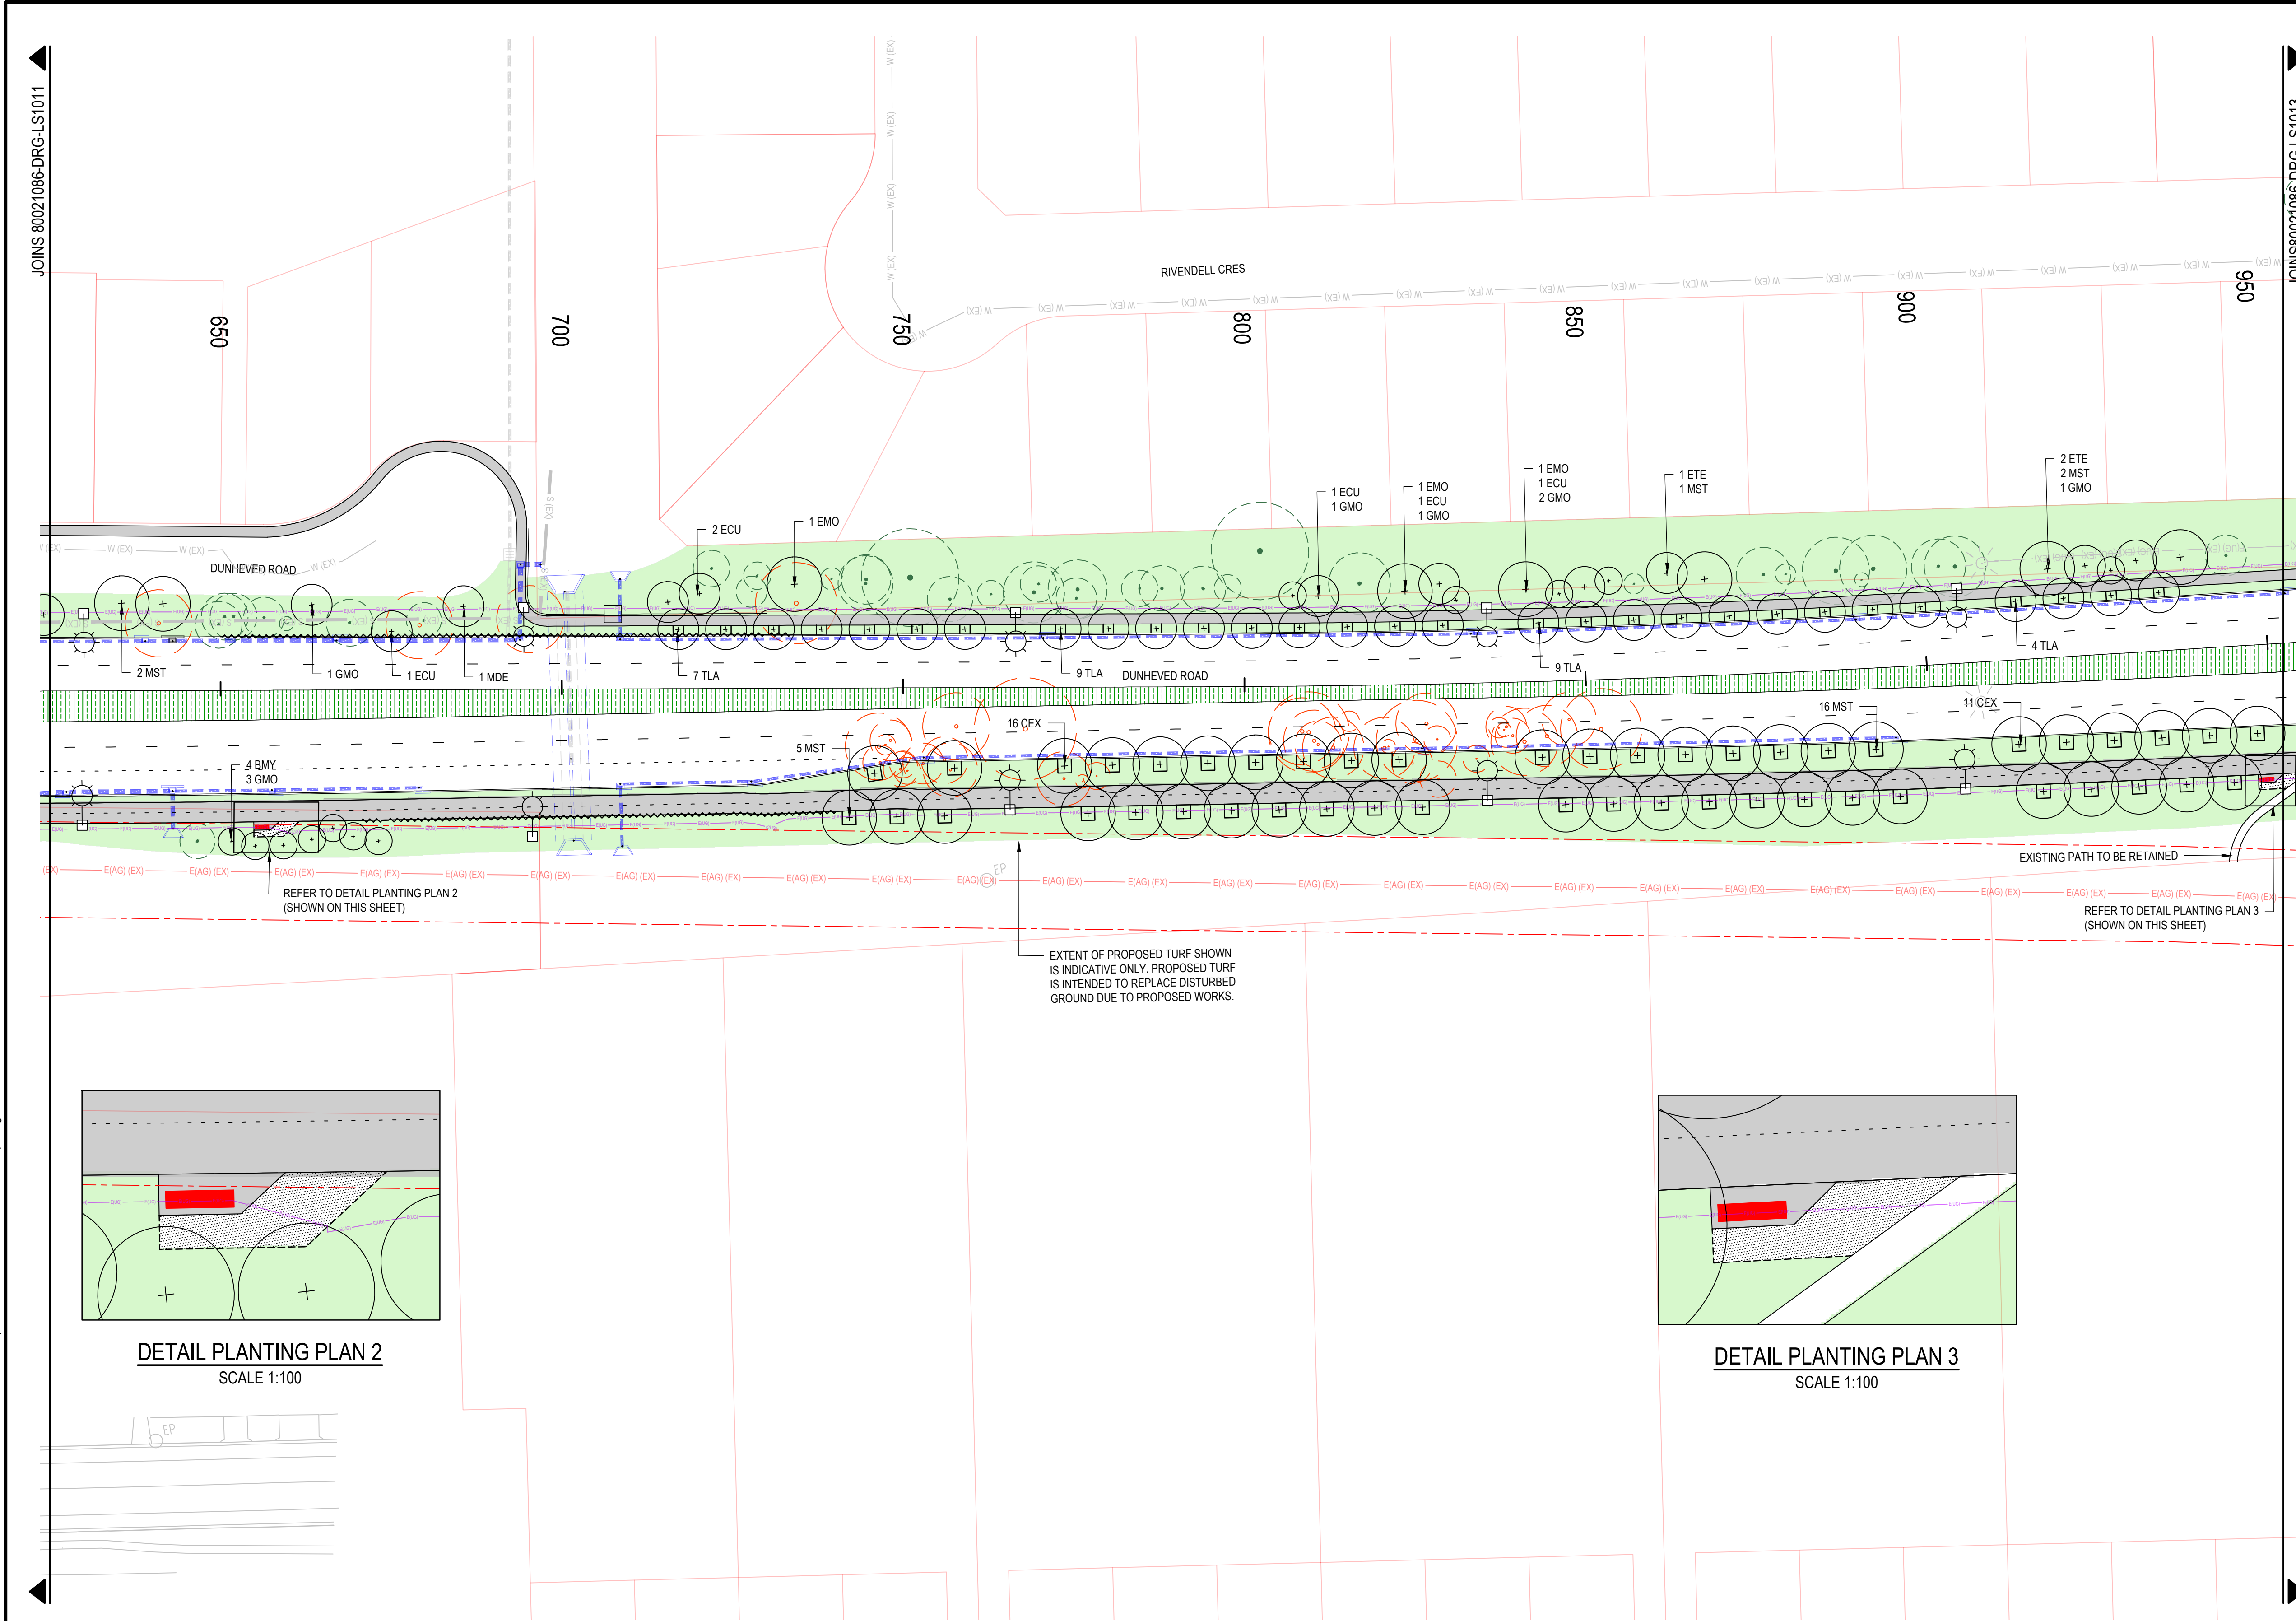 JOINS 80021086-DRG-LS1011
RIVENDELL CRES
650
700
750
800
850
900
950
DUNHEVED ROAD
2 ECU
1 EMO
1 ECU
1 GMO
1 EMO
1 ECU
1 GMO
1 EMO
1 ECU
2 GMO
1 ETE
1 MST
2 ETE
2 MST
1 GMO
2 MST
1 GMO
1 ECU
1 MDE
7 TLA
9 TLA
DUNHEVED ROAD
9 TLA
4 TLA
5 MST
16 CEX
16 MST
11 CEX
4 BMY
3 GMO
W (EX)
S (EX)
E(AG) (EX)
EP
REFER TO DETAIL PLANTING PLAN 2
(SHOWN ON THIS SHEET)
EXISTING PATH TO BE RETAINED
REFER TO DETAIL PLANTING PLAN 3
(SHOWN ON THIS SHEET)
EXTENT OF PROPOSED TURF SHOWN
IS INDICATIVE ONLY. PROPOSED TURF
IS INTENDED TO REPLACE DISTURBED
GROUND DUE TO PROPOSED WORKS.
DETAIL PLANTING PLAN 2
SCALE 1:100
DETAIL PLANTING PLAN 3
SCALE 1:100
EP